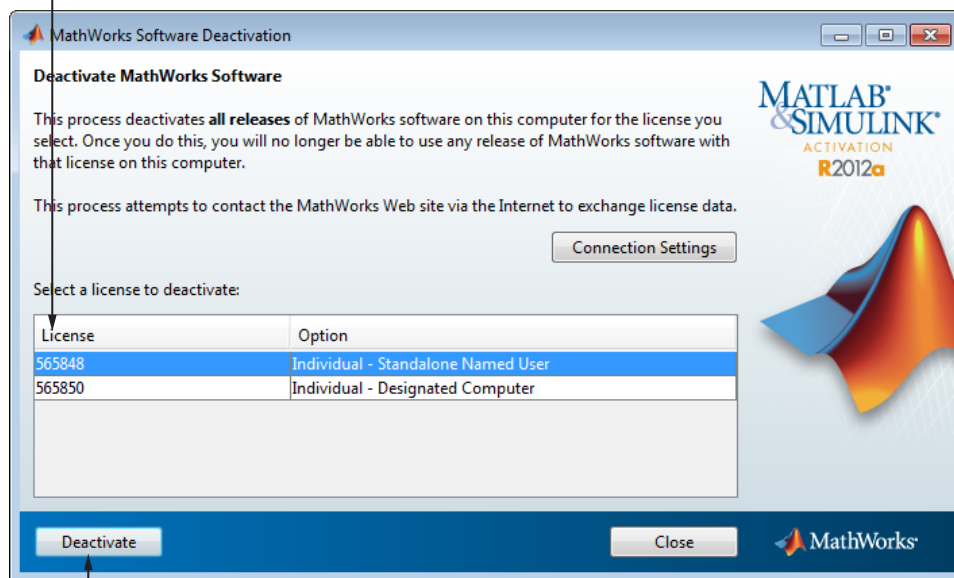 MathWorks Software Deactivation
Deactivate MathWorks Software
This process deactivates all releases of MathWorks software on this computer for the license you
select. Once you do this, you will no longer be able to use any release of MathWorks software with
that license on this computer.
This process attempts to contact the MathWorks Web site via the Internet to exchange license data.
Connection Settings
Select a license to deactivate:
License Option
565848 Individual - Standalone Named User
565850 Individual - Designated Computer
Deactivate Close
MATLAB®
&SIMULINK®
ACTIVATION
R2012a
MathWorks®